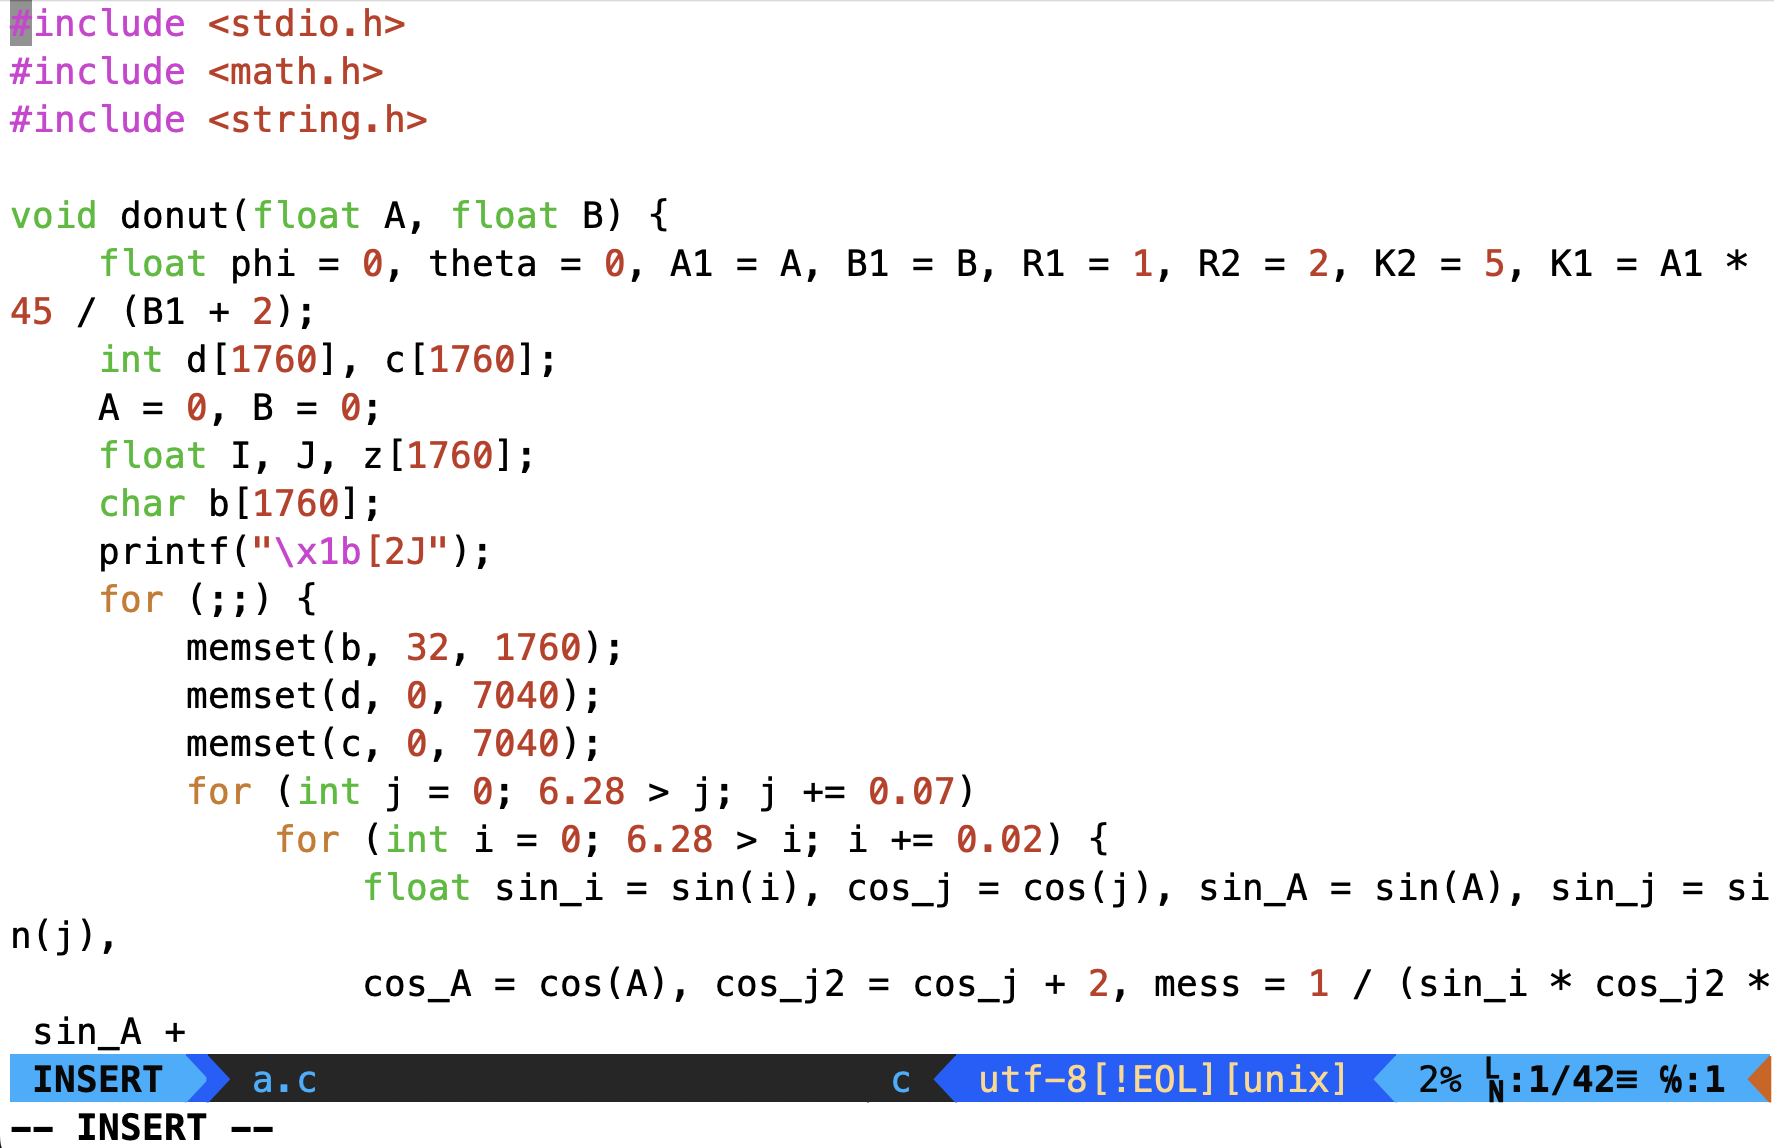 #include <stdio.h>
#include <math.h>
#include <string.h>
void donut(float A, float B) {
    float phi = 0, theta = 0, A1 = A, B1 = B, R1 = 1, R2 = 2, K2 = 5, K1 = A1 *
45 / (B1 + 2);
    int d[1760], c[1760];
    A = 0, B = 0;
    float I, J, z[1760];
    char b[1760];
    printf("\x1b[2J");
    for (;;) {
        memset(b, 32, 1760);
        memset(d, 0, 7040);
        memset(c, 0, 7040);
        for (int j = 0; 6.28 > j; j += 0.07)
            for (int i = 0; 6.28 > i; i += 0.02) {
                float sin_i = sin(i), cos_j = cos(j), sin_A = sin(A), sin_j = si
n(j),
                cos_A = cos(A), cos_j2 = cos_j + 2, mess = 1 / (sin_i * cos_j2 *
 sin_A +
INSERT a.c c utf-8[!EOL][unix] 2% ␤:1/42≡ ℅:1
-- INSERT --